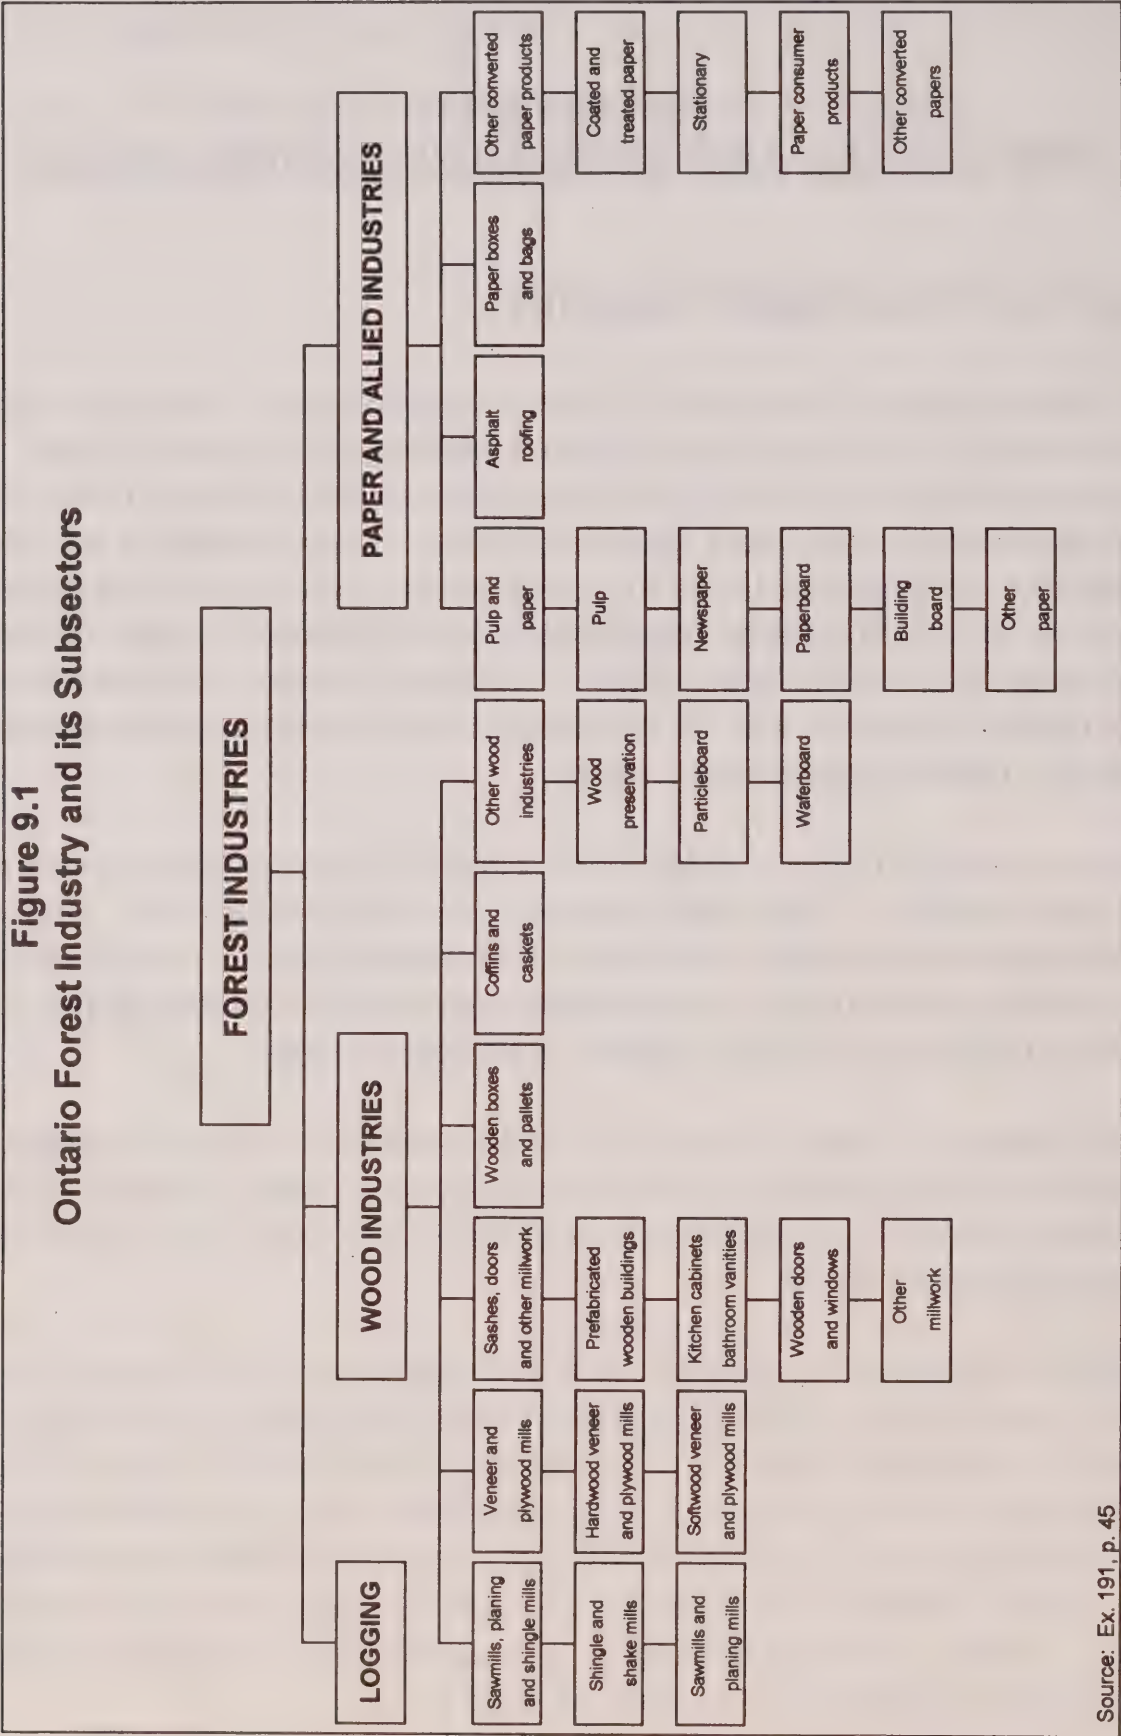 Figure 9.1
Ontario Forest Industry and its Subsectors
FOREST INDUSTRIES
LOGGING
WOOD INDUSTRIES
PAPER AND ALLIED INDUSTRIES
Sawmills, planing
and shingle mills
Shingle and
shake mills
Sawmills and
planing mills
Veneer and
plywood mills
Hardwood veneer
and plywood mills
Softwood veneer
and plywood mills
Sashes, doors
and other millwork
Prefabricated
wooden buildings
Kitchen cabinets
bathroom vanities
Wooden doors
and windows
Other
millwork
Wooden boxes
and pallets
Coffins and
caskets
Other wood
industries
Wood
preservation
Particleboard
Waferboard
Pulp and
paper
Pulp
Newspaper
Paperboard
Building
board
Other
paper
Asphalt
roofing
Paper boxes
and bags
Other converted
paper products
Coated and
treated paper
Stationary
Paper consumer
products
Other converted
papers
Source: Ex. 191, p. 45